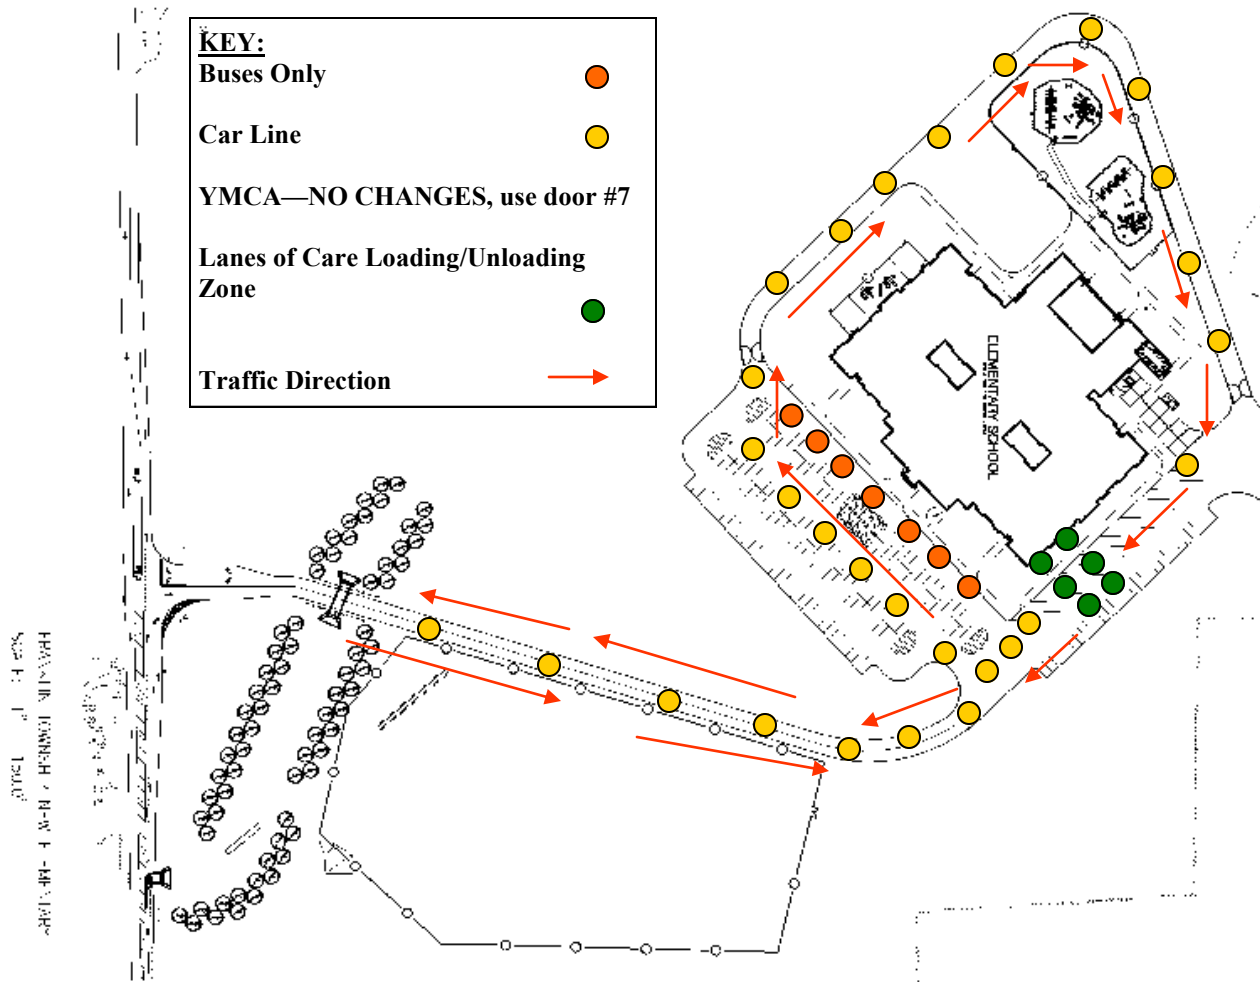 KEY:
Buses Only
Car Line
YMCA—NO CHANGES, use door #7
Lanes of Care Loading/Unloading
Zone
Traffic Direction
ELEMENTARY SCHOOL